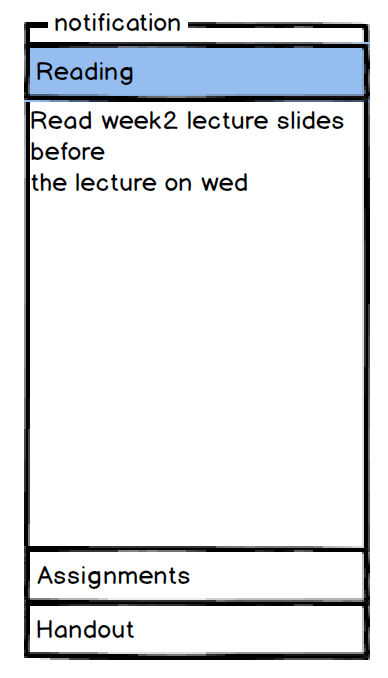 notification
Reading
Read week2 lecture slides
before
the lecture on wed
Assignments
Handout